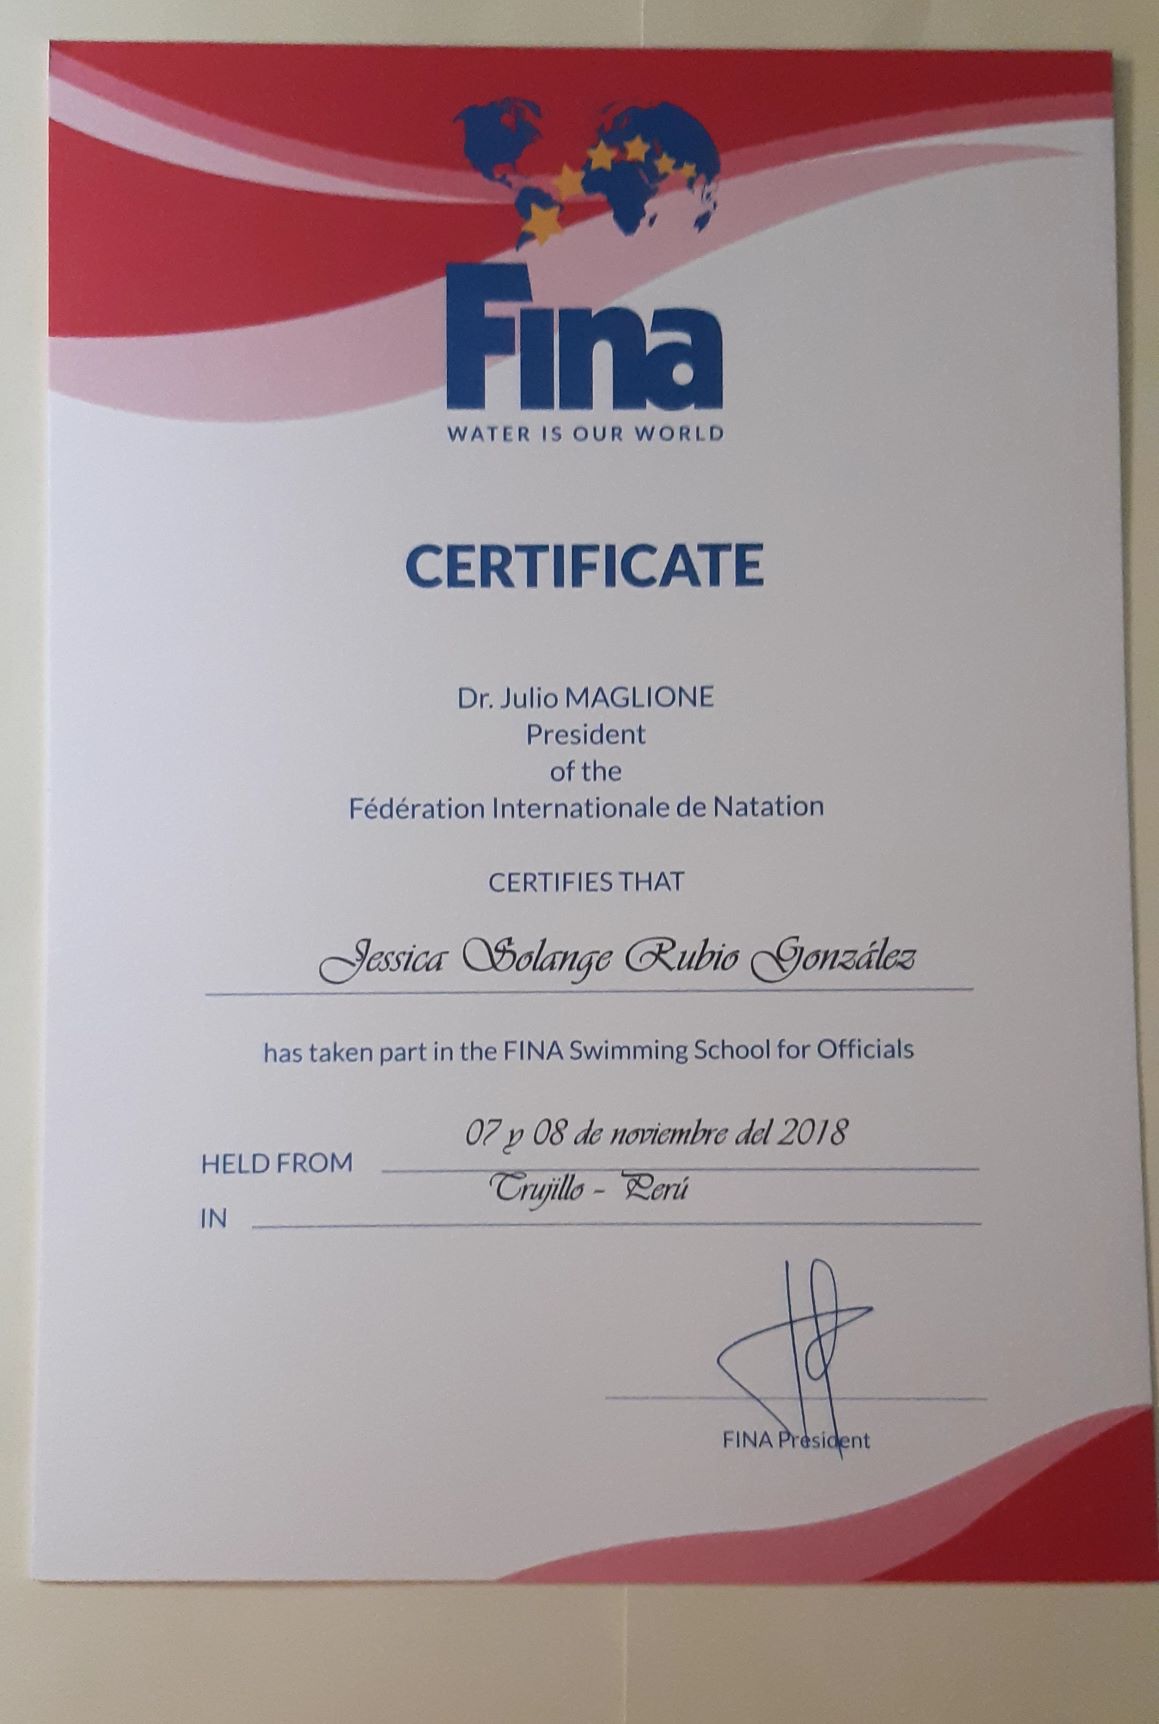 Fina
WATER IS OUR WORLD
CERTIFICATE
Dr. Julio MAGLIONE
President
of the
Fédération Internationale de Natation
CERTIFIES THAT
Jessica Solange Rubio González
has taken part in the FINA Swimming School for Officials
HELD FROM 07 y 08 de noviembre del 2018
IN Trujillo - Perú
FINA President